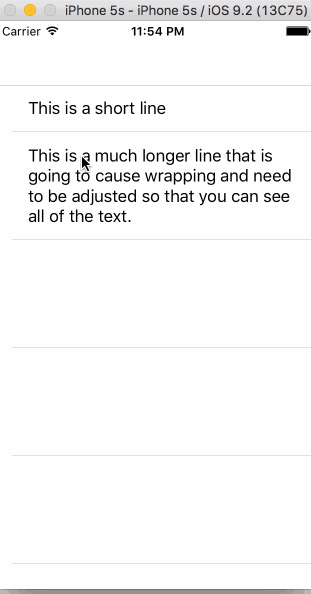 iPhone 5s - iPhone 5s / iOS 9.2 (13C75)
Carrier 11:54 PM
This is a short line
This is a much longer line that is
going to cause wrapping and need
to be adjusted so that you can see
all of the text.